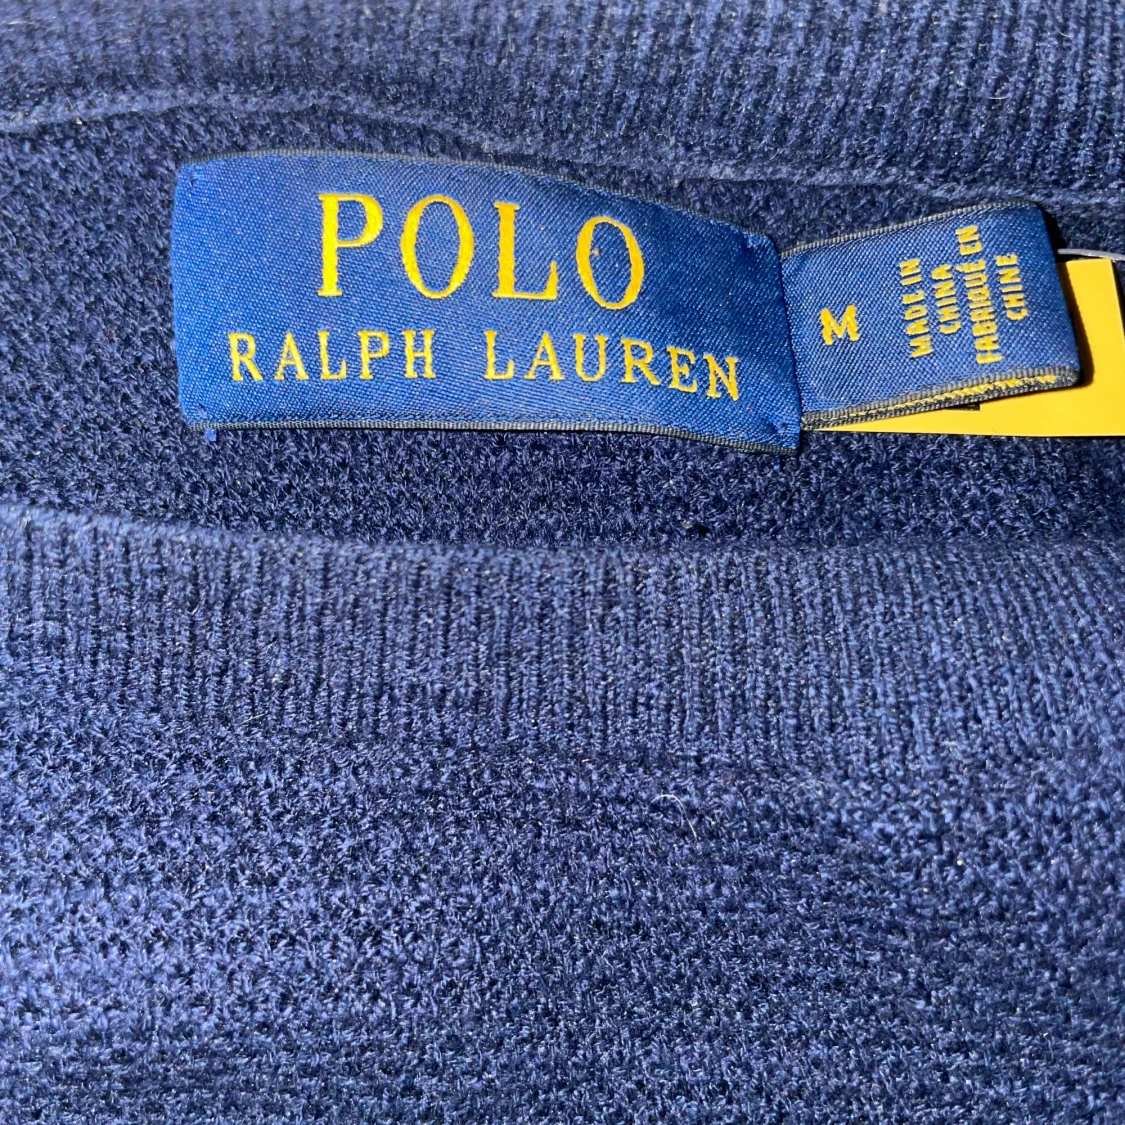 POLO
RALPH LAUREN
M
MADE IN
CHINA
FABRIQUÉ EN
CHINE